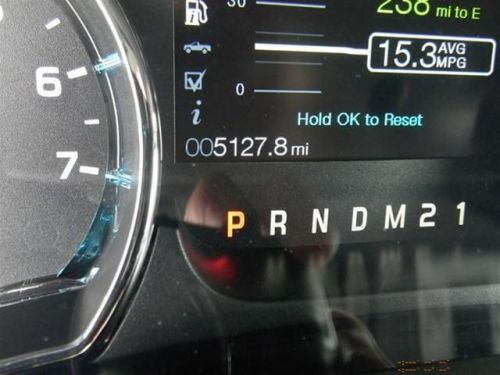 30
238 mi to E
6
15.3 AVG MPG
0
i
Hold OK to Reset
005127.8 mi
7
P R N D M 2 1